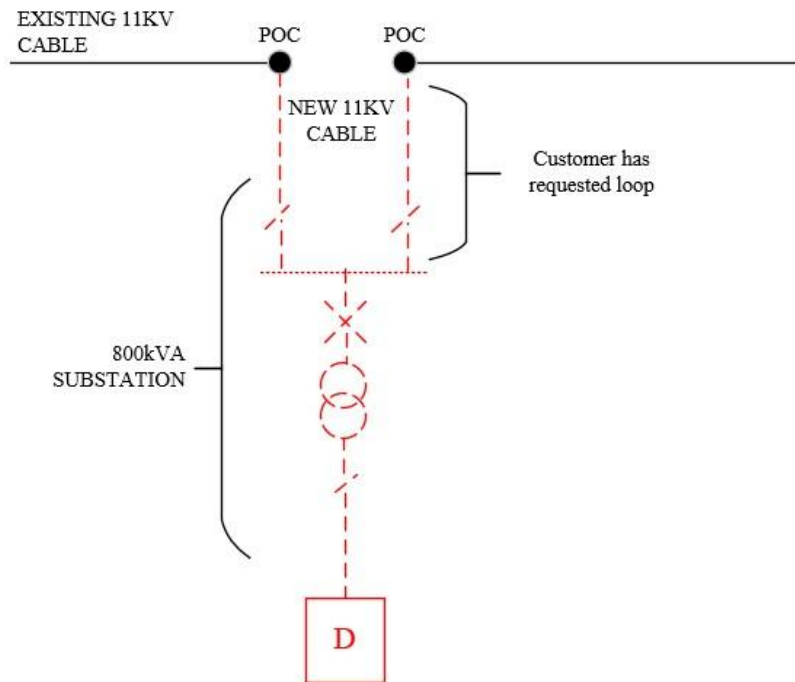 EXISTING 11KV
CABLE
POC
POC
NEW 11KV
CABLE
Customer has
requested loop
800kVA
SUBSTATION
D